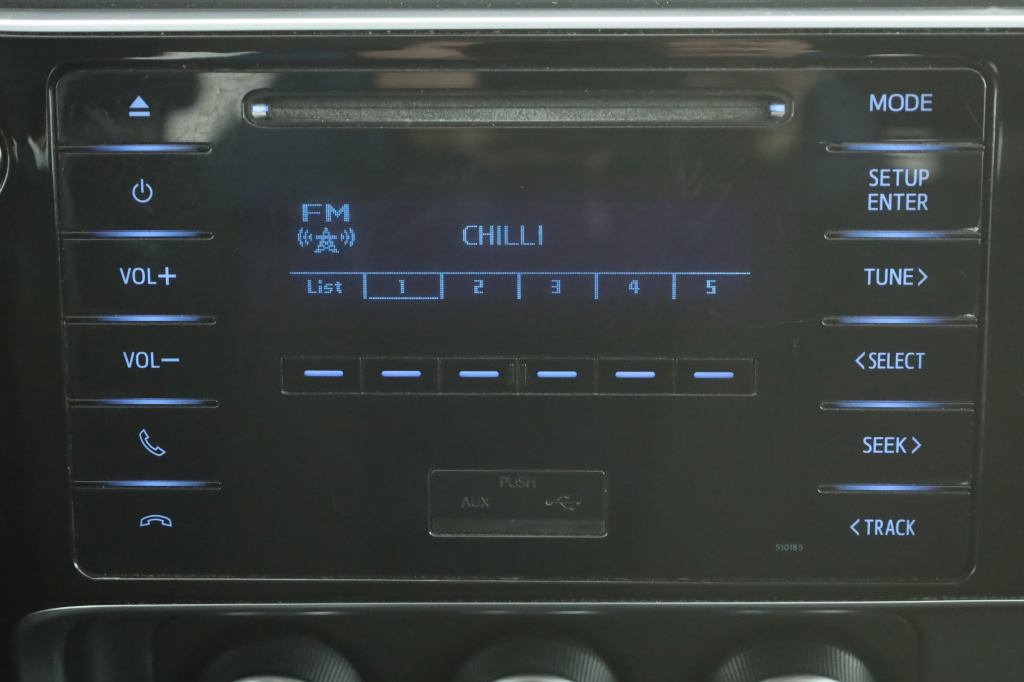 MODE
SETUP
ENTER
FM
CHILLI
VOL+
TUNE>
List 1 2 3 4 5
VOL−
<SELECT
SEEK>
PUSH
AUX
<TRACK
510185